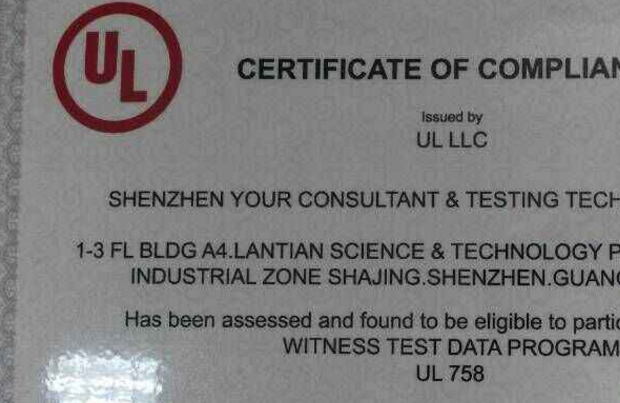 UL
CERTIFICATE OF COMPLIAN
Issued by
UL LLC
SHENZHEN YOUR CONSULTANT & TESTING TECH
1-3 FL BLDG A4.LANTIAN SCIENCE & TECHNOLOGY P
INDUSTRIAL ZONE SHAJING.SHENZHEN.GUANG
Has been assessed and found to be eligible to partic
WITNESS TEST DATA PROGRAM
UL 758